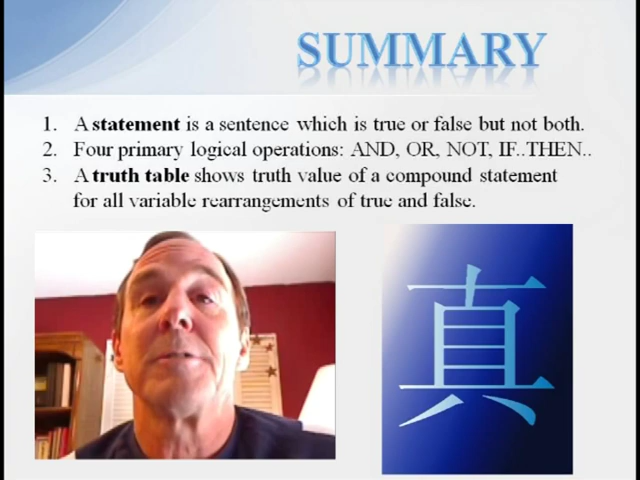 SUMMARY
1. A statement is a sentence which is true or false but not both.
2. Four primary logical operations: AND, OR, NOT, IF..THEN..
3. A truth table shows truth value of a compound statement
for all variable rearrangements of true and false.
真